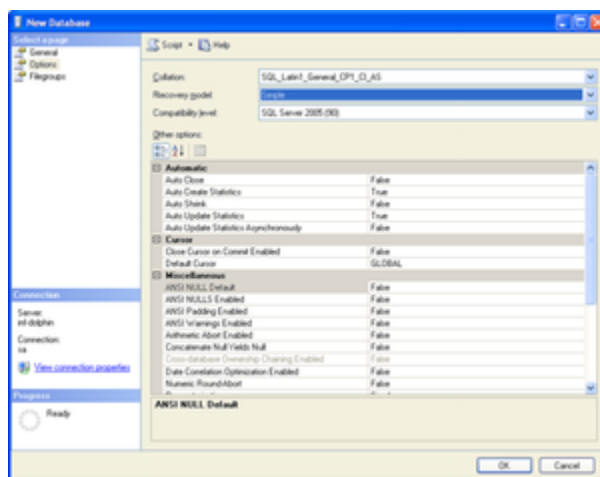 New Database
Select a page
General
Options
Filegroups
Script Help
Collation: SQL_Latin1_General_CP1_CI_AS
Recovery model: Simple
Compatibility level: SQL Server 2005 (90)
Other options:
Automatic
Auto Close False
Auto Create Statistics True
Auto Shrink False
Auto Update Statistics True
Auto Update Statistics Asynchronously False
Cursor
Close Cursor on Commit Enabled False
Default Cursor GLOBAL
Miscellaneous
ANSI NULL Default False
ANSI NULLS Enabled False
ANSI Padding Enabled False
ANSI Warnings Enabled False
Arithmetic Abort Enabled False
Concatenate Null Yields Null False
Cross-database Ownership Chaining Enabled False
Date Correlation Optimization Enabled False
Numeric Round-Abort False
ANSI NULL Default
Connection
Server:
inf-dolphin
Connection:
sa
View connection properties
Progress
Ready
OK Cancel